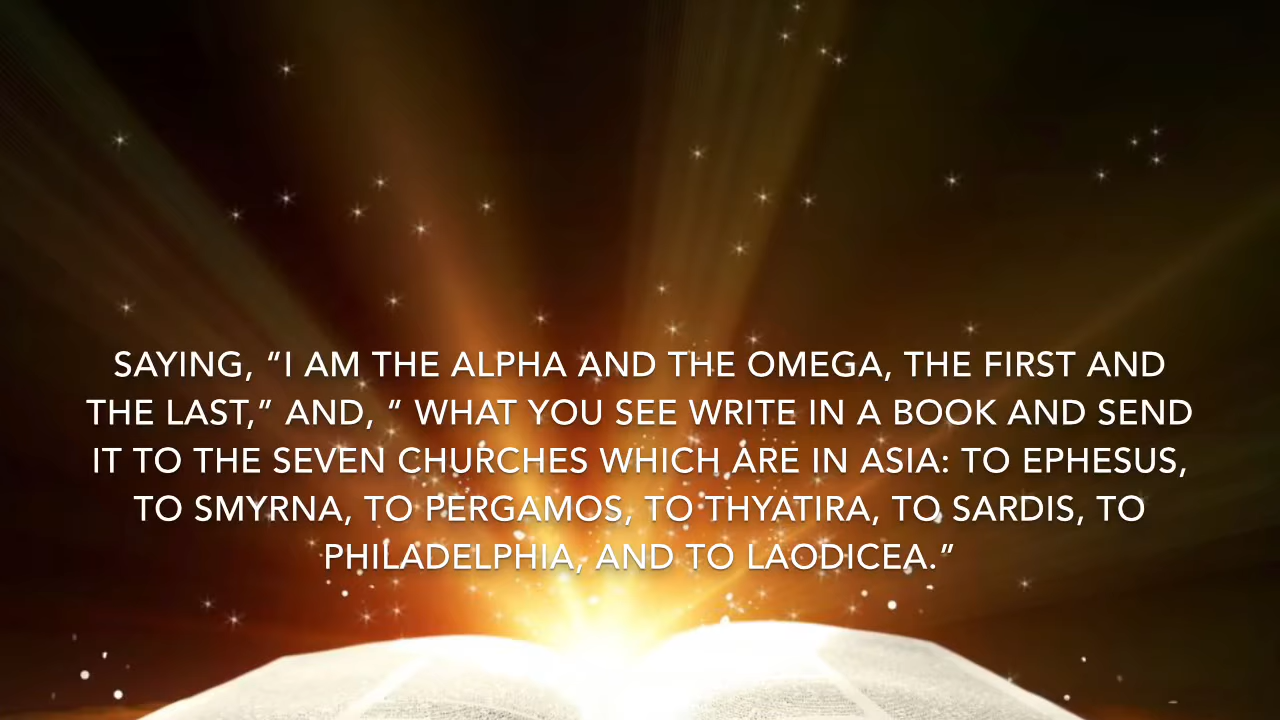 SAYING, “I AM THE ALPHA AND THE OMEGA, THE FIRST AND
THE LAST,” AND, “ WHAT YOU SEE WRITE IN A BOOK AND SEND
IT TO THE SEVEN CHURCHES WHICH ARE IN ASIA: TO EPHESUS,
TO SMYRNA, TO PERGAMOS, TO THYATIRA, TO SARDIS, TO
PHILADELPHIA, AND TO LAODICEA.”